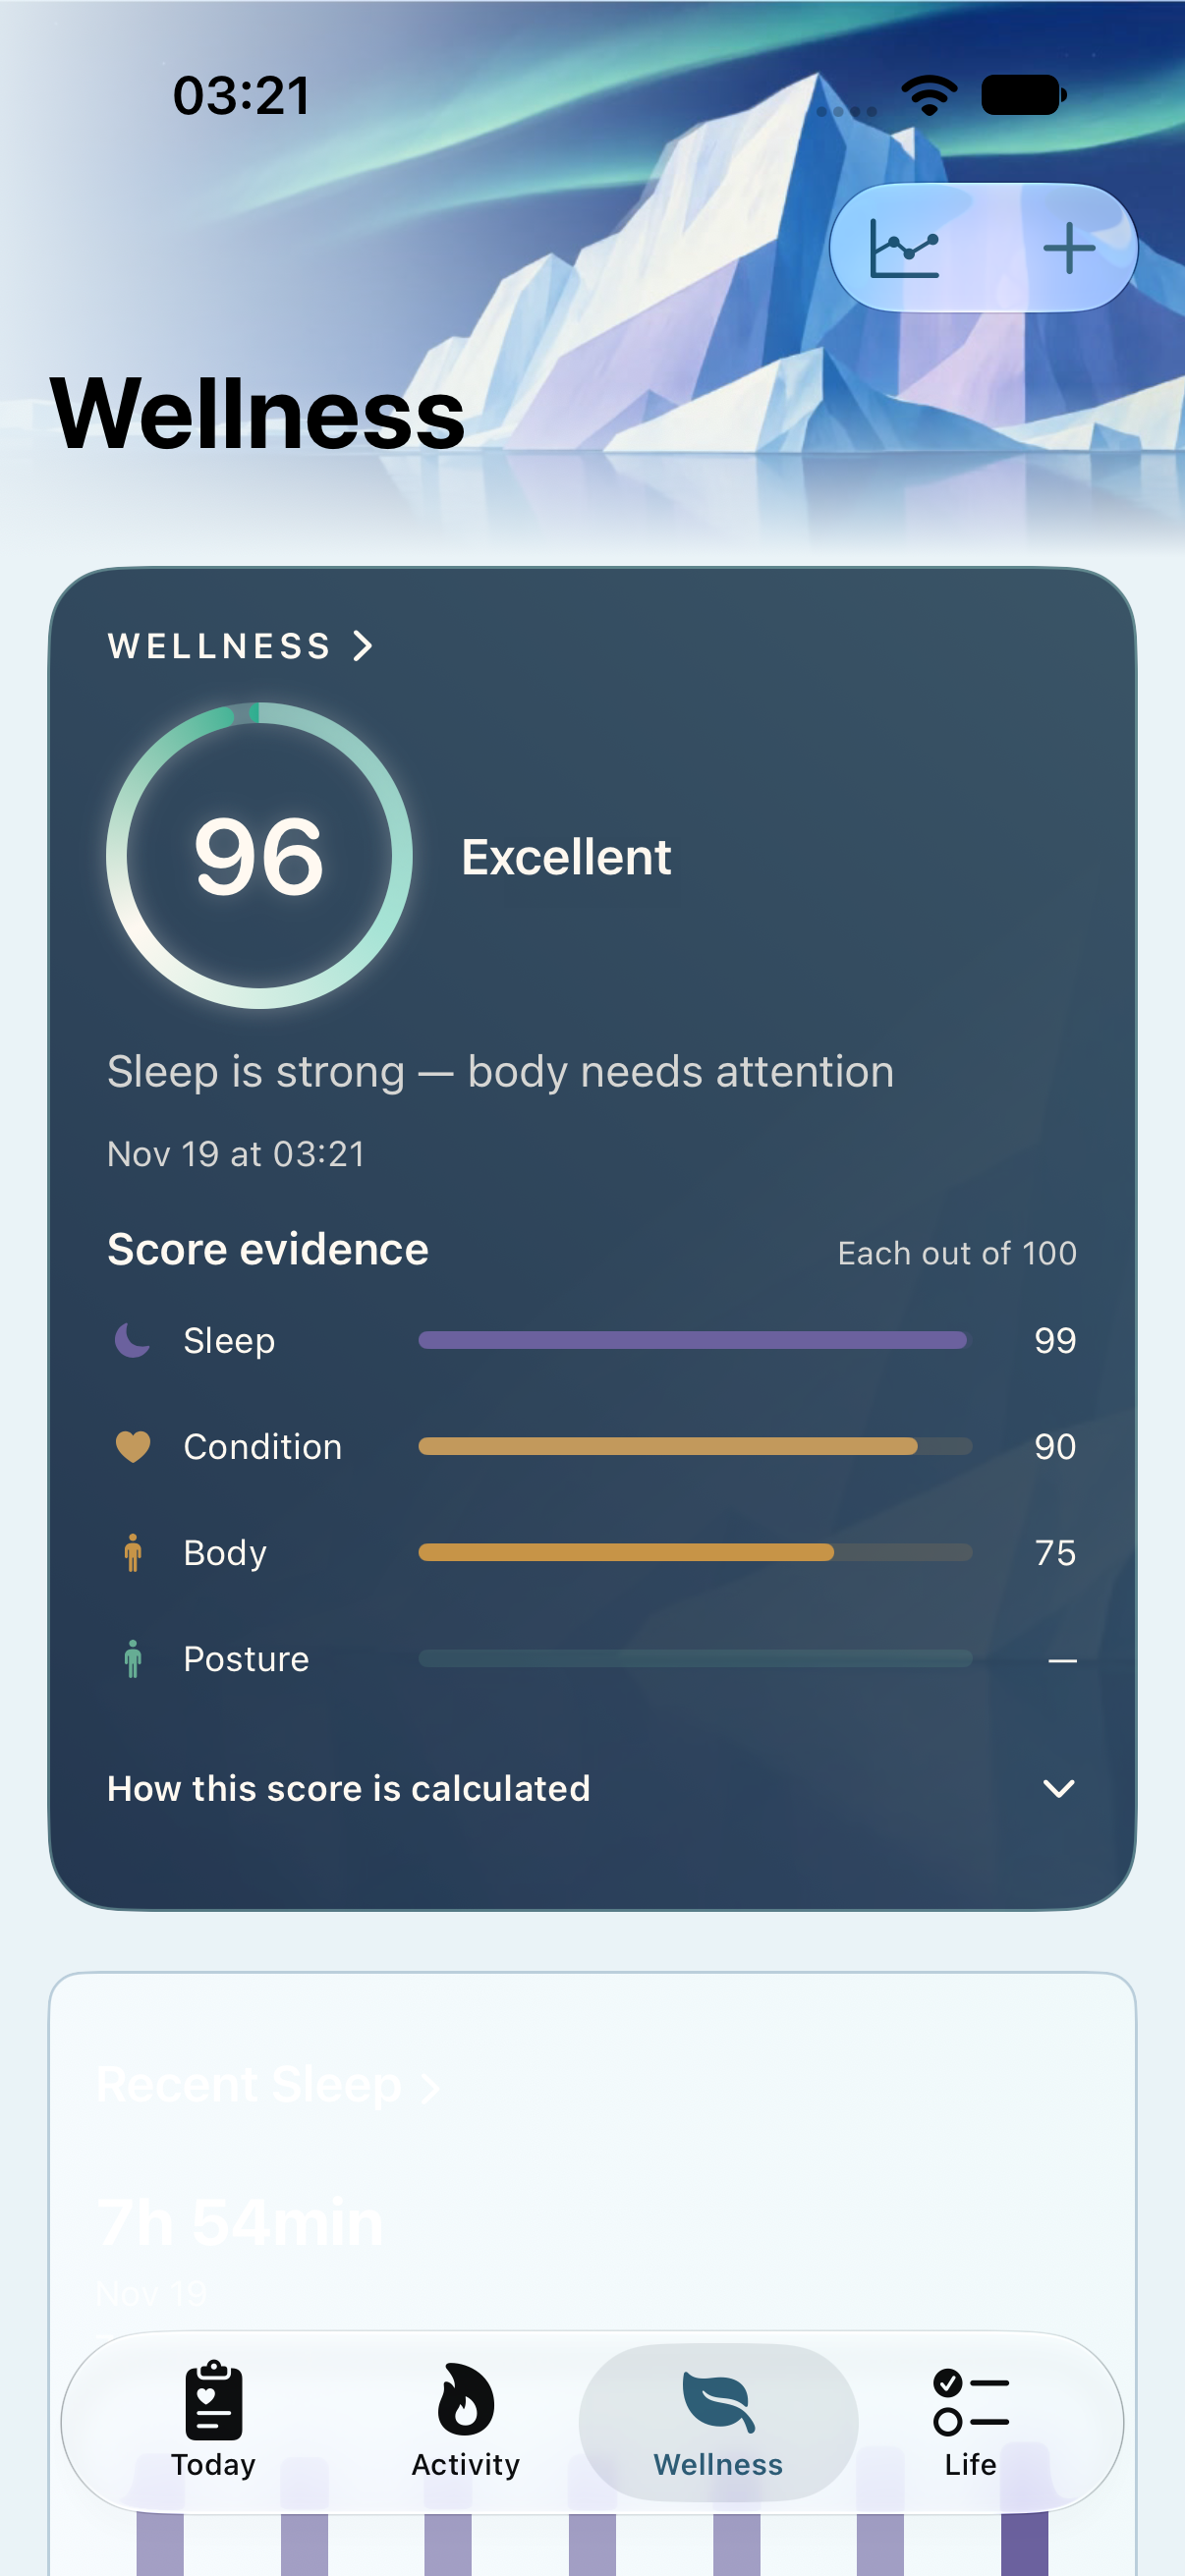 03:21
Wellness
WELLNESS
96
Excellent
Sleep is strong — body needs attention
Nov 19 at 03:21
Score evidence
Each out of 100
Sleep
99
Condition
90
Body
75
Posture
—
How this score is calculated
Recent Sleep
7h 54min
Nov 19
Today
Activity
Wellness
Life